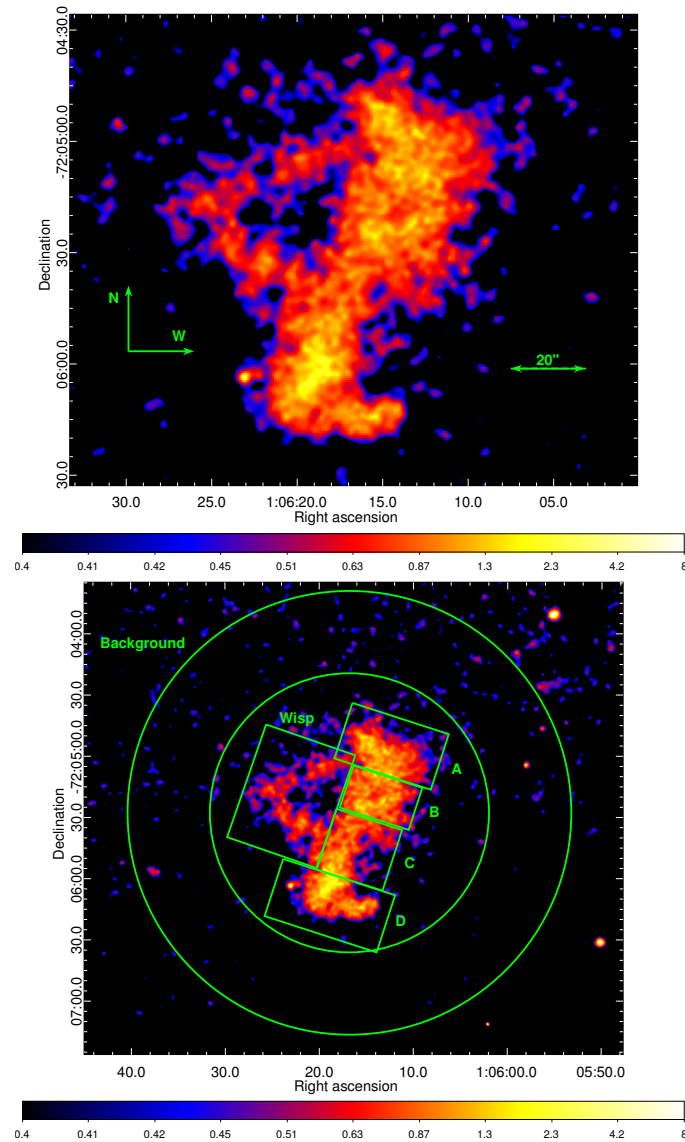 04:30
-72:05:00.0
30.0
06:00.0
30.0
Declination
N
W
20"
30.0 25.0 1:06:20.0 15.0 10.0 05.0
Right ascension
0.4 0.41 0.42 0.45 0.51 0.63 0.87 1.3 2.3 4.2 8
Background
Wisp
A
B
C
D
04:00.0
30.0
-72:05:00.0
30.0
06:00.0
30.0
07:00.0
Declination
40.0 30.0 20.0 10.0 1:06:00.0 05:50.0
Right ascension
0.4 0.41 0.42 0.45 0.51 0.63 0.87 1.3 2.3 4.2 8